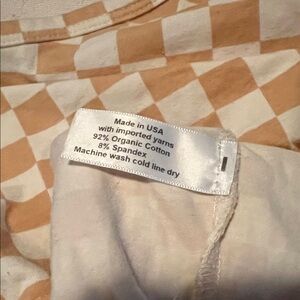 Made in USA
with imported yarns
92% Organic Cotton
8% Spandex
Machine wash cold line dry